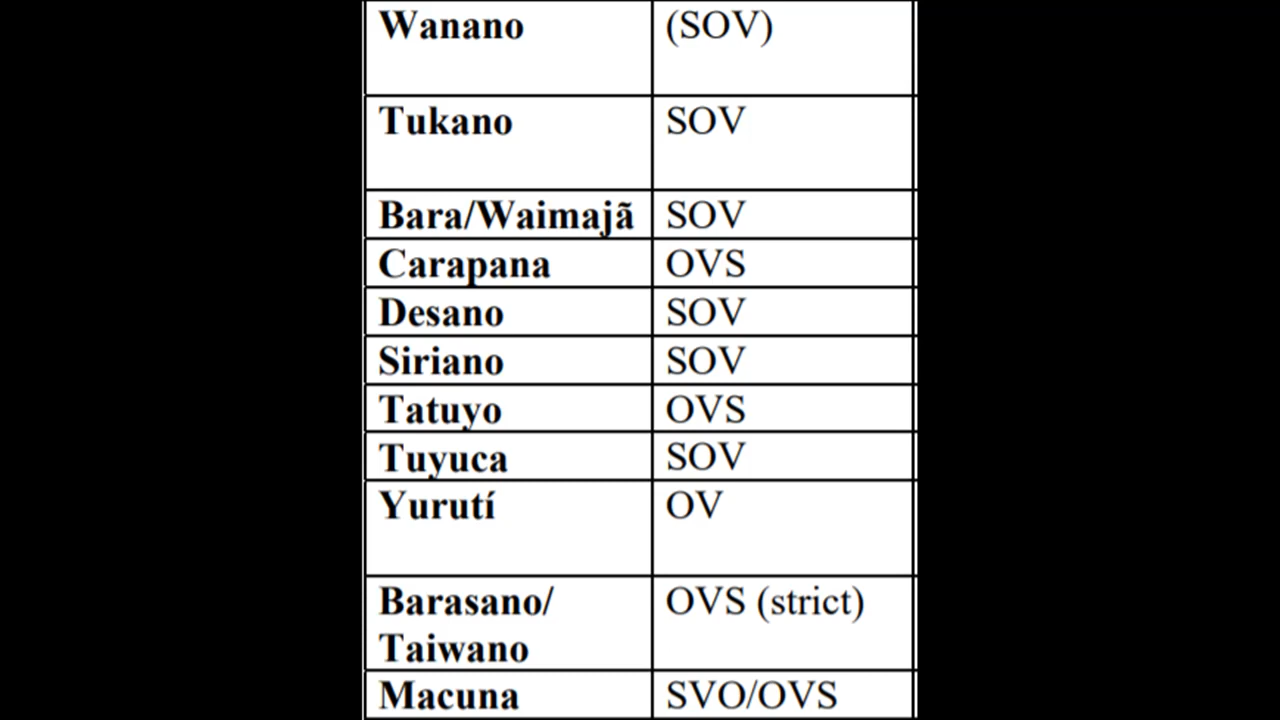 Wanano (SOV)
Tukano SOV
Bara/Waimajã SOV
Carapana OVS
Desano SOV
Siriano SOV
Tatuyo OVS
Tuyuca SOV
Yurutí OV
Barasano/ OVS (strict)
Taiwano
Macuna SVO/OVS